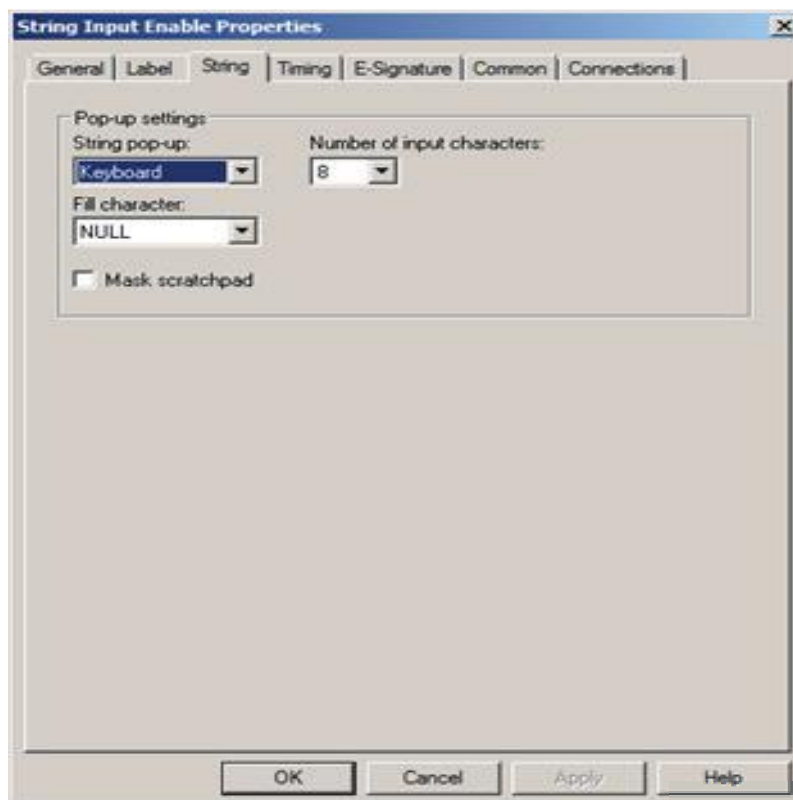 String Input Enable Properties
General Label String Timing E-Signature Common Connections
Pop-up settings
String pop-up: Number of input characters:
Keyboard 8
Fill character:
NULL
Mask scratchpad
OK Cancel Apply Help